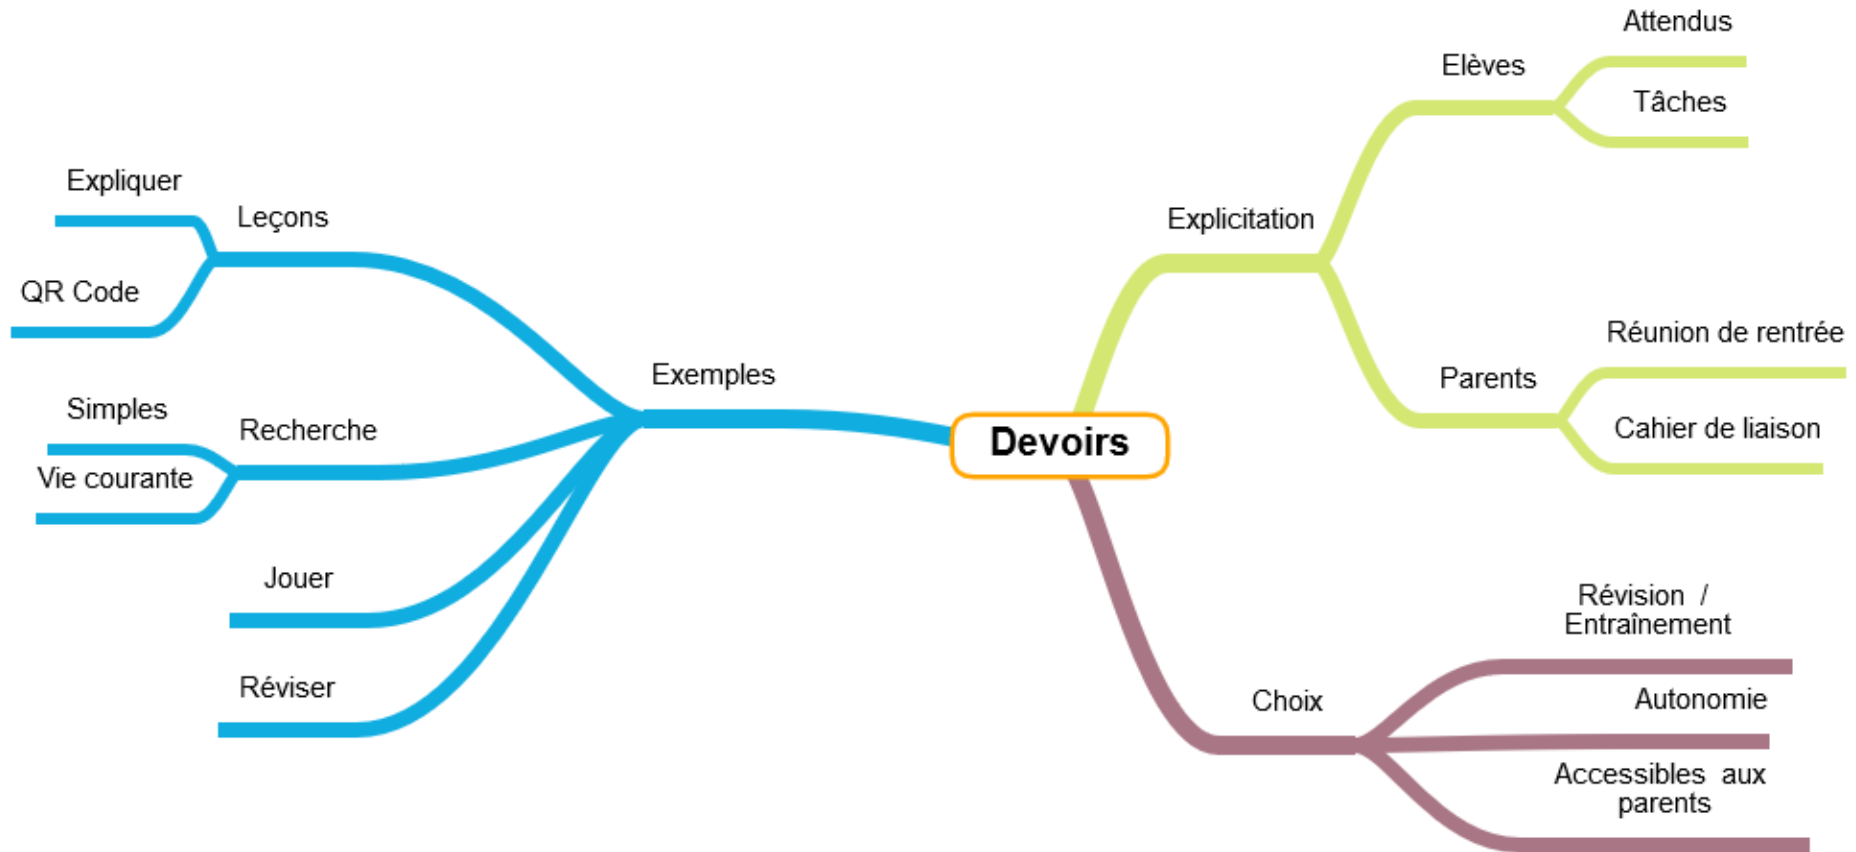 Devoirs
Explicitation
Elèves
Attendus
Tâches
Parents
Réunion de rentrée
Cahier de liaison
Choix
Révision / 
Entraînement
Autonomie
Accessibles aux
parents
Exemples
Leçons
Expliquer
QR Code
Recherche
Simples
Vie courante
Jouer
Réviser